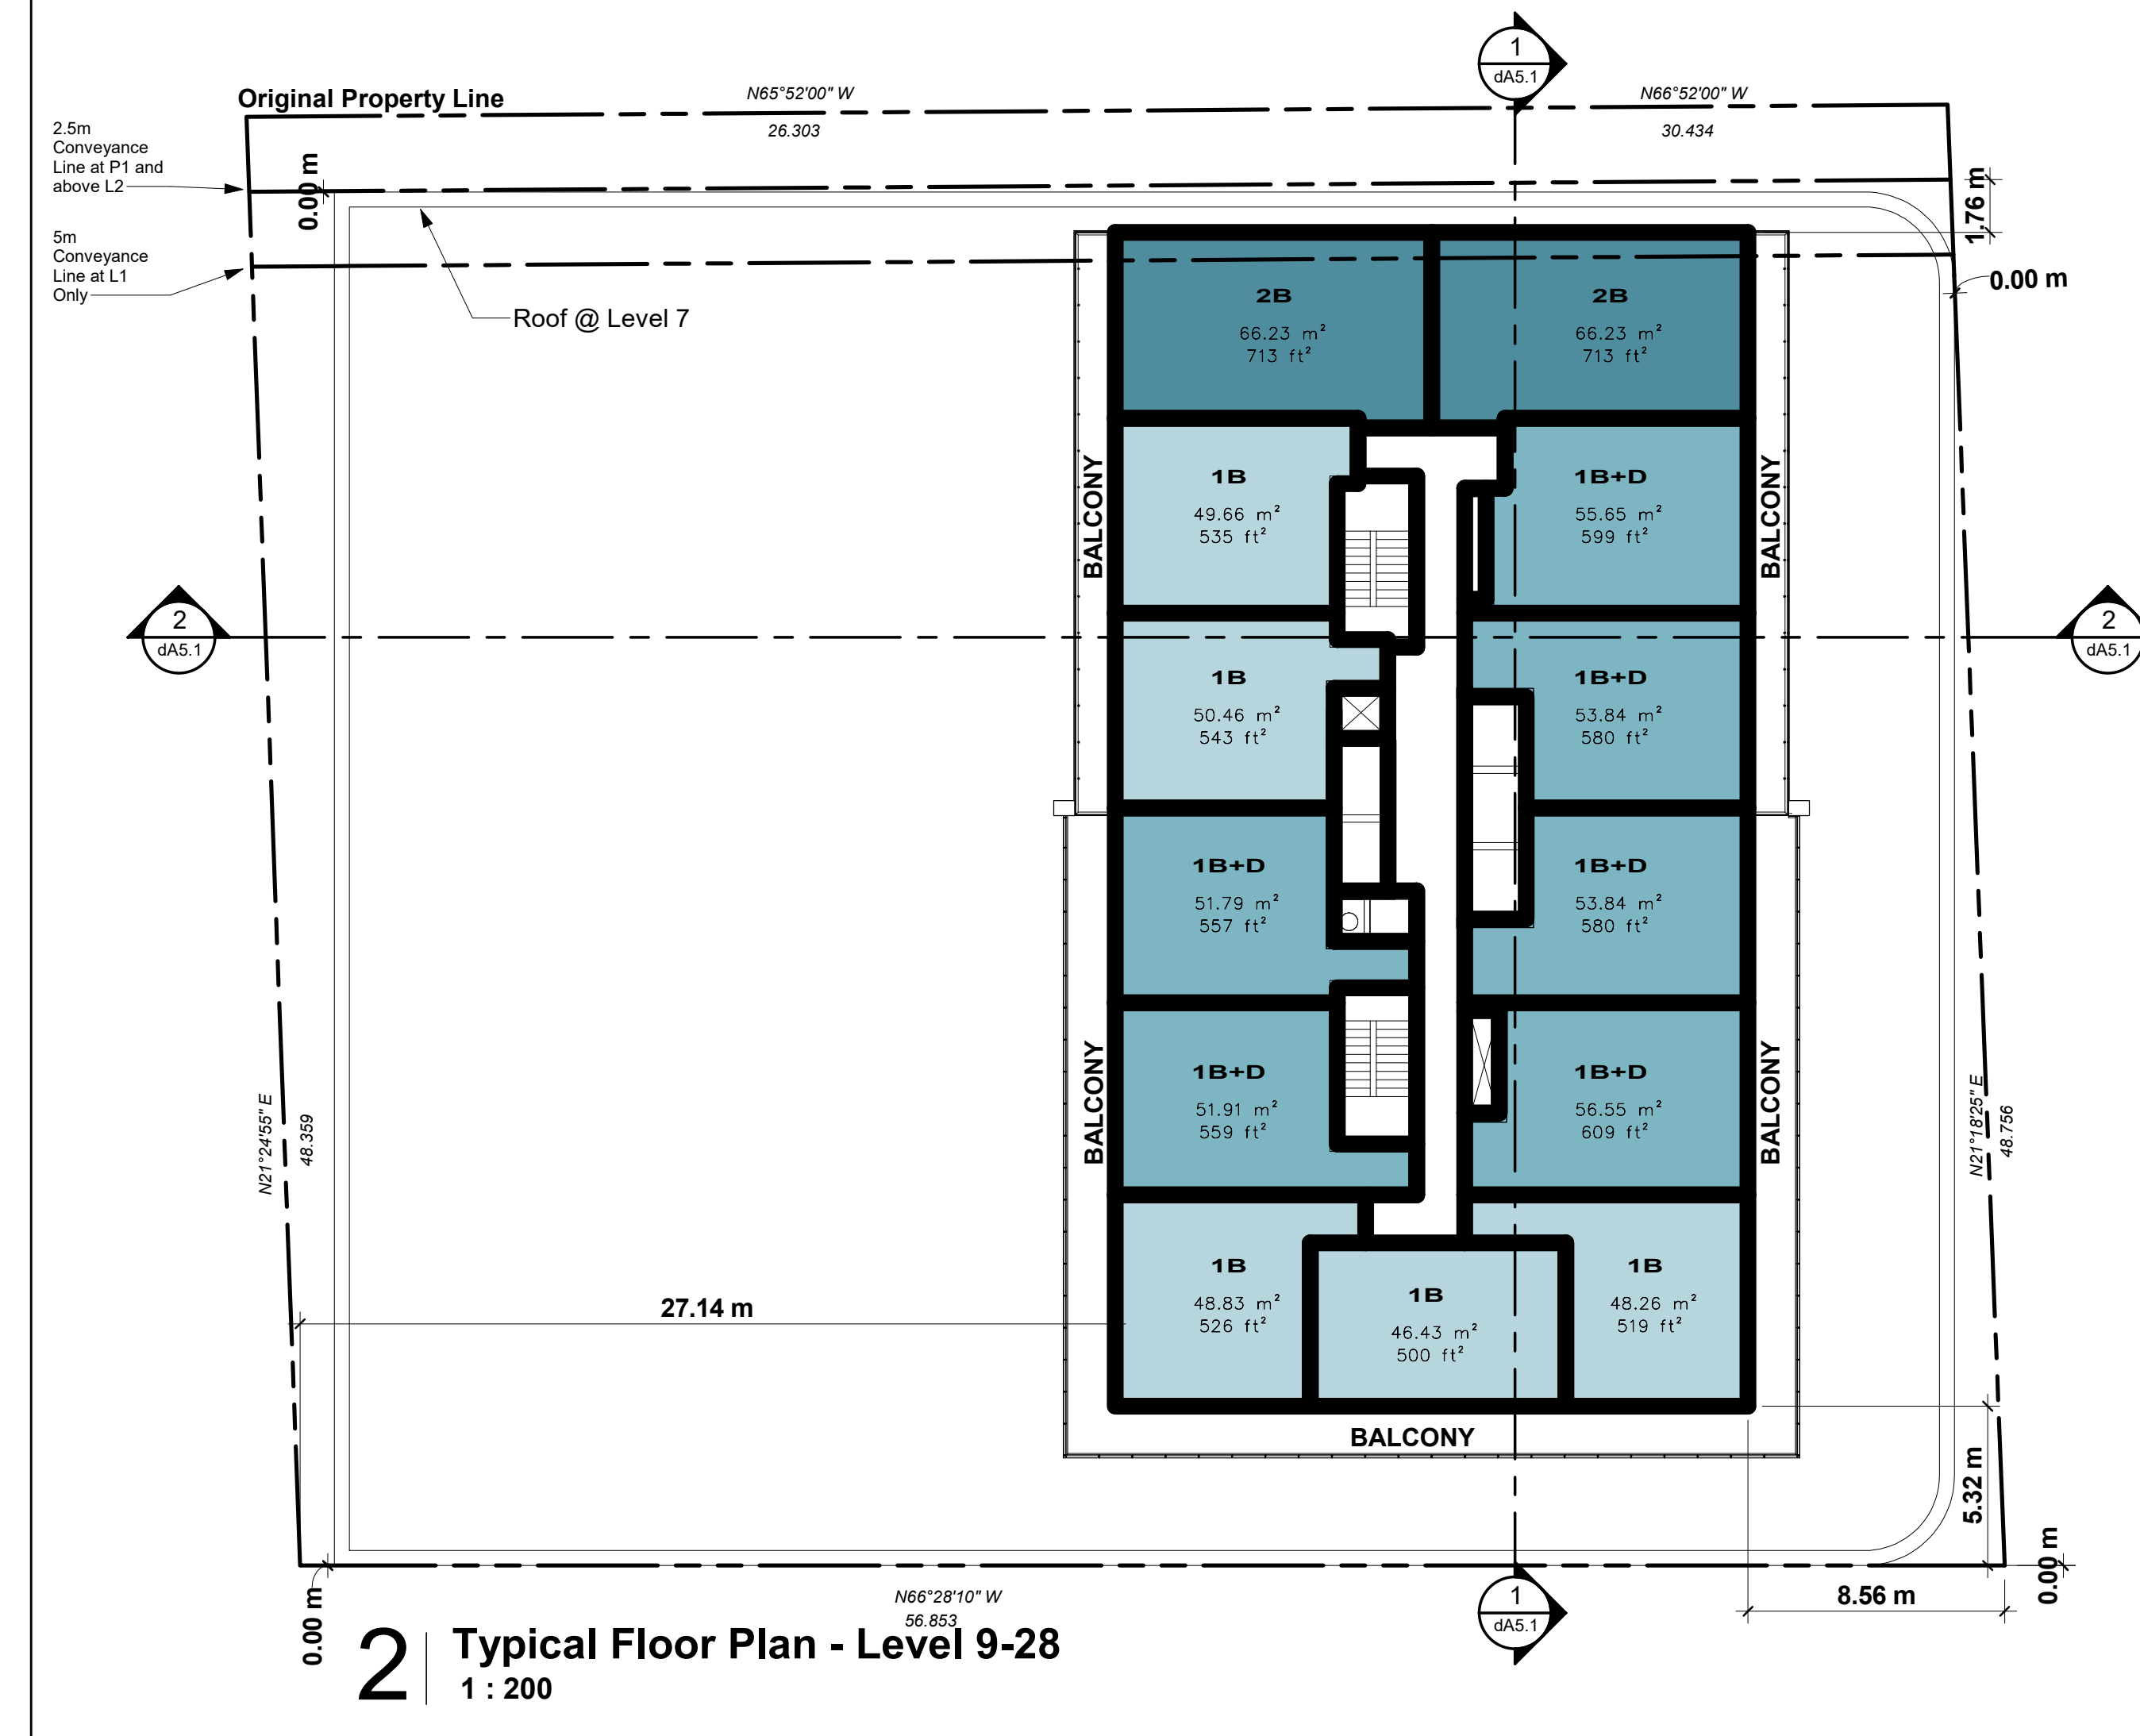 1
dA5.1
Original Property Line
N65°52'00" W
26.303
N66°52'00" W
30.434
2.5m
Conveyance
Line at P1 and
above L2
0.00 m
1.76 m
5m
Conveyance
Line at L1
Only
0.00 m
Roof @ Level 7
2B
66.23 m²
713 ft²
2B
66.23 m²
713 ft²
BALCONY
1B
49.66 m²
535 ft²
1B+D
55.65 m²
599 ft²
BALCONY
2
dA5.1
2
dA5.1
1B
50.46 m²
543 ft²
1B+D
53.84 m²
580 ft²
1B+D
51.79 m²
557 ft²
1B+D
53.84 m²
580 ft²
N21°24'55" E
48.359
BALCONY
1B+D
51.91 m²
559 ft²
1B+D
56.55 m²
609 ft²
BALCONY
N21°18'25" E
48.756
1B
48.83 m²
526 ft²
1B
46.43 m²
500 ft²
1B
48.26 m²
519 ft²
27.14 m
BALCONY
5.32 m
0.00 m
8.56 m
0.00 m
N66°28'10" W
56.853
1
dA5.1
2
Typical Floor Plan - Level 9-28
1 : 200